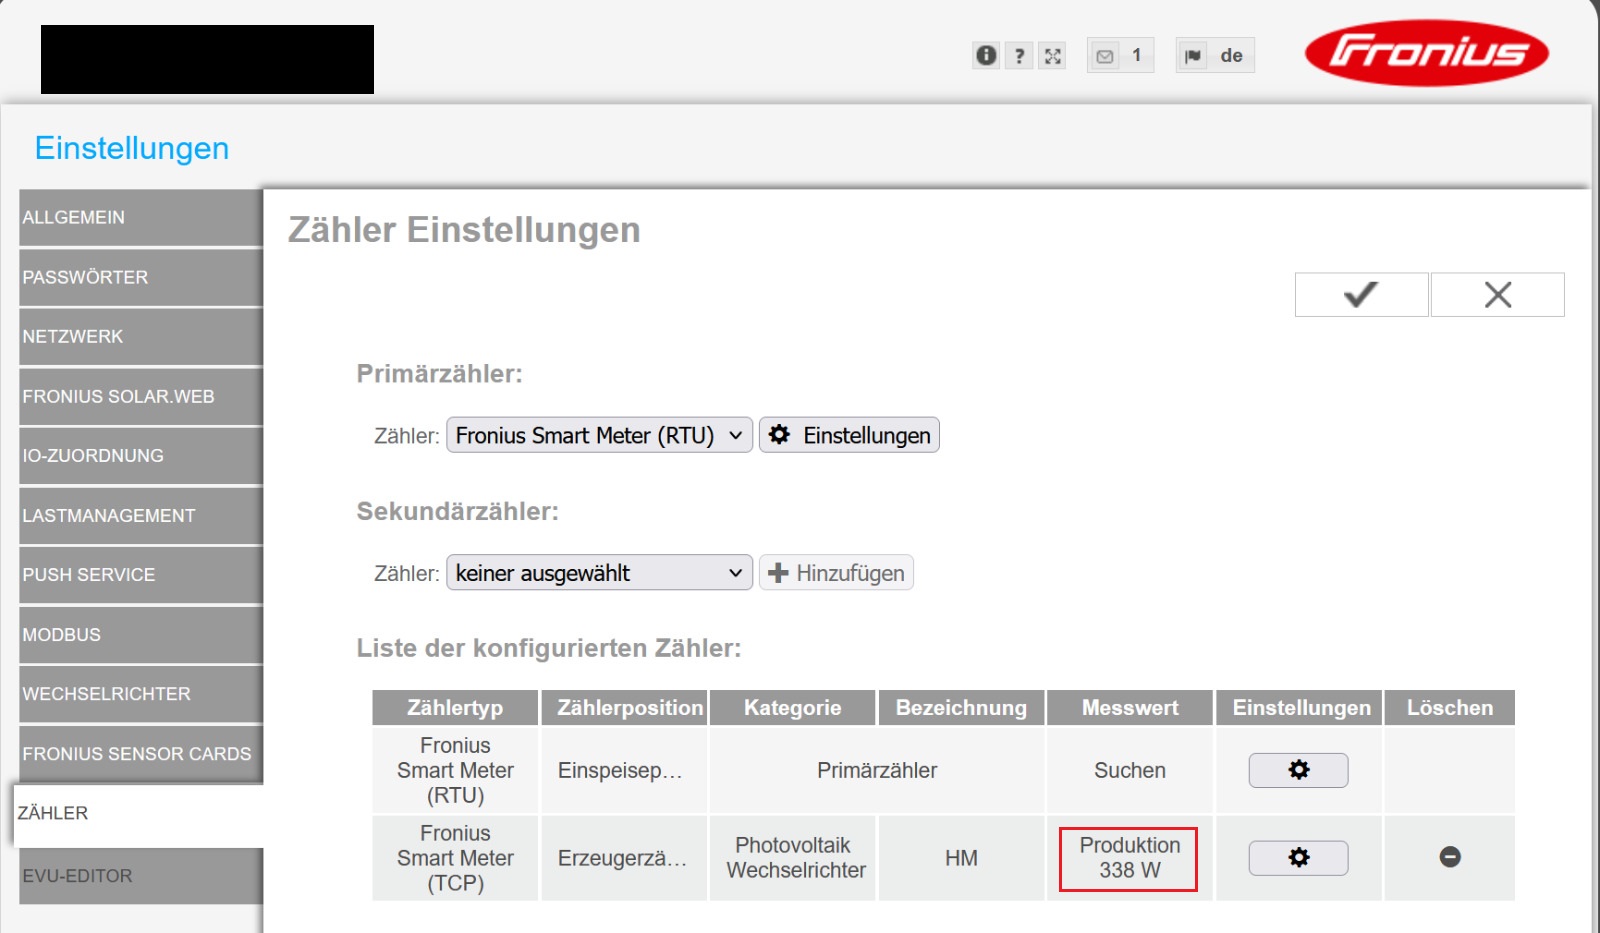 ? 1 de Fronius
Einstellungen
ALLGEMEIN
PASSWÖRTER
NETZWERK
FRONIUS SOLAR.WEB
IO-ZUORDNUNG
LASTMANAGEMENT
PUSH SERVICE
MODBUS
WECHSELRICHTER
FRONIUS SENSOR CARDS
ZÄHLER
EVU-EDITOR
Zähler Einstellungen
Primärzähler:
Zähler: Fronius Smart Meter (RTU) Einstellungen
Sekundärzähler:
Zähler: keiner ausgewählt Hinzufügen
Liste der konfigurierten Zähler:
Zählertyp Zählerposition Kategorie Bezeichnung Messwert Einstellungen Löschen
Fronius
Smart Meter
(RTU)
Einspeisep…
Primärzähler
Suchen
Fronius
Smart Meter
(TCP)
Erzeugerzä…
Photovoltaik
Wechselrichter
HM
Produktion
338 W